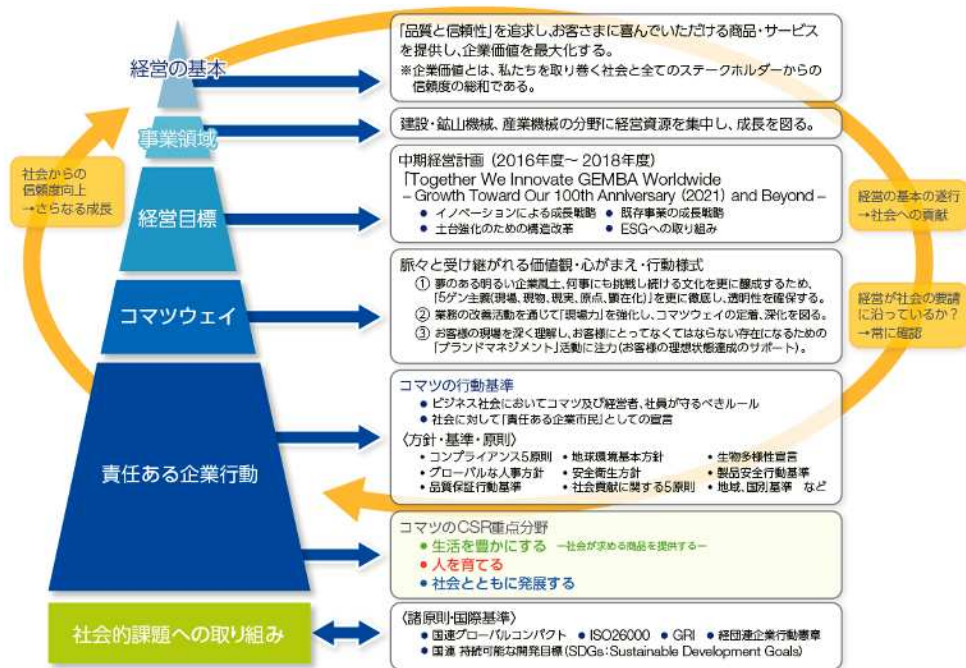 経営の基本
「品質と信頼性」を追求し、お客さまに喜んでいただける商品・サービス
を提供し、企業価値を最大化する。
※企業価値とは、私たちを取り巻く社会と全てのステークホルダーからの
信頼度の総和である。
事業領域
建設・鉱山機械、産業機械の分野に経営資源を集中し、成長を図る。
社会からの
信頼度向上
→さらなる成長
経営目標
中期経営計画 (2016年度～2018年度)
「Together We Innovate GEMBA Worldwide
– Growth Toward Our 100th Anniversary (2021) and Beyond –
● イノベーションによる成長戦略 ● 既存事業の成長戦略
● 土台強化のための構造改革 ● ESGへの取り組み
経営の基本の遂行
→社会への貢献
コマツウェイ
脈々と受け継がれる価値観・心がまえ・行動様式
① 夢のある明るい企業風土、何事にも挑戦し続ける文化を更に醸成するため、
「5ゲン主義(現場、現物、現実、原点、顕在化)」を更に徹底し、透明性を確保する。
② 業務の改善活動を通じて「現場力」を強化し、コマツウェイの定着、深化を図る。
③ お客様の現場を深く理解し、お客様にとってなくてはならない存在になるための
「ブランドマネジメント」活動に注力(お客様の理想状態達成のサポート)。
経営が社会の要請
に沿っているか？
→常に確認
責任ある企業行動
コマツの行動基準
● ビジネス社会においてコマツ及び経営者、社員が守るべきルール
● 社会に対して「責任ある企業市民」としての宣言
〈方針・基準・原則〉
• コンプライアンス5原則 • 地球環境基本方針 • 生物多様性宣言
• グローバルな人事方針 • 安全衛生方針 • 製品安全行動基準
• 品質保証行動基準 • 社会貢献に関する5原則 • 地域、国別基準 など
コマツのCSR重点分野
● 生活を豊かにする ―社会が求める商品を提供する―
● 人を育てる
● 社会とともに発展する
社会的課題への取り組み
〈諸原則・国際基準〉
● 国連グローバルコンパクト ● ISO26000 ● GRI ● 経団連企業行動憲章
● 国連 持続可能な開発目標(SDGs:Sustainable Development Goals)